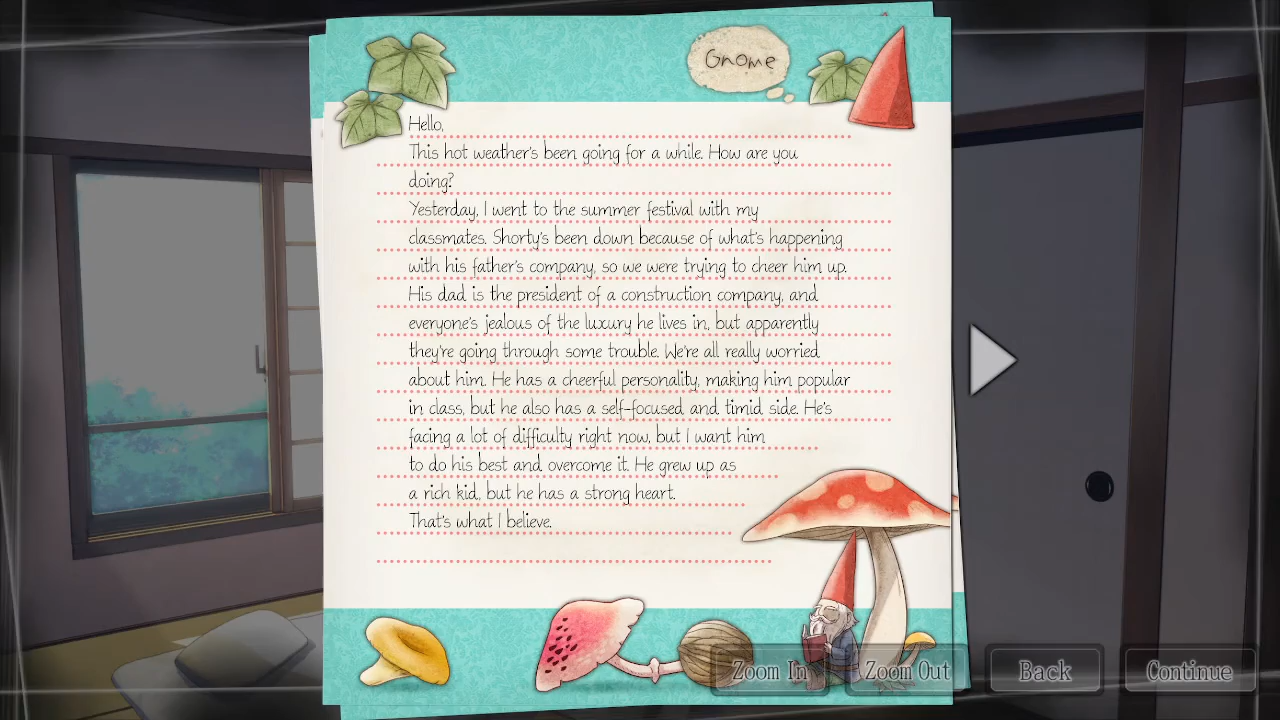 Gnome
Hello,
This hot weather's been going for a while. How are you
doing?
Yesterday, I went to the summer festival with my
classmates. Shorty's been down because of what's happening
with his father's company, so we were trying to cheer him up.
His dad is the president of a construction company, and
everyone's jealous of the luxury he lives in, but apparently
they're going through some trouble. We're all really worried
about him. He has a cheerful personality, making him popular
in class, but he also has a self-focused and timid side. He's
facing a lot of difficulty right now, but I want him
to do his best and overcome it. He grew up as
a rich kid, but he has a strong heart.
That's what I believe.
Zoom In Zoom Out Back Continue